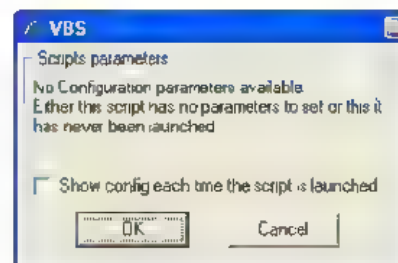 VBS
Scripts parameters
No Configuration parameters available
Either this script has no parameters to set or this it
has never been launched
Show config each time the script is launched
OK
Cancel